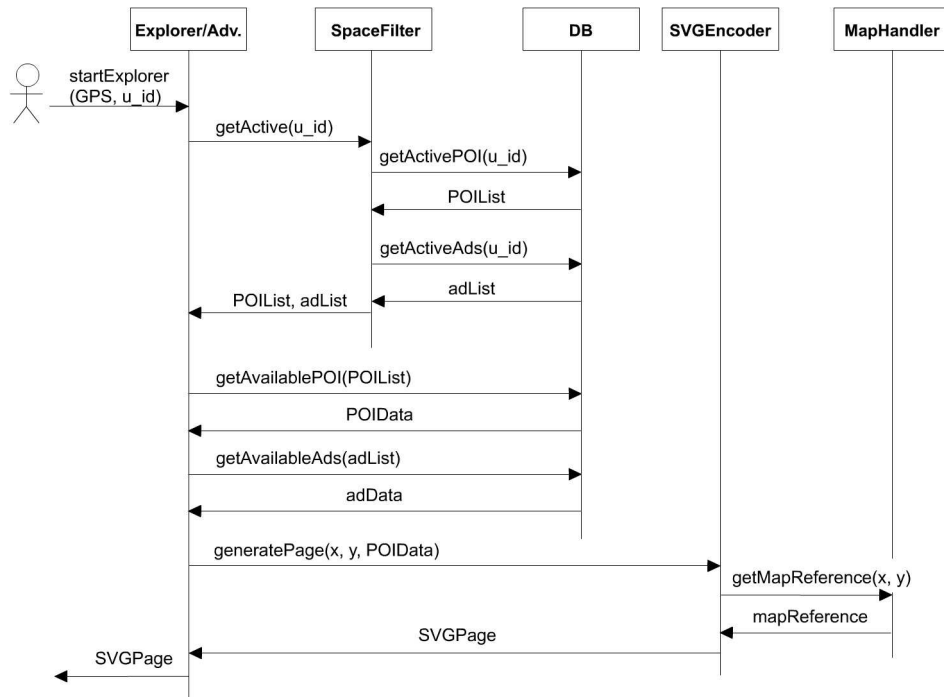 Explorer/Adv.
SpaceFilter
DB
SVGEncoder
MapHandler
startExplorer
(GPS, u_id)
getActive(u_id)
getActivePOI(u_id)
POIList
getActiveAds(u_id)
adList
POIList, adList
getAvailablePOI(POIList)
POIData
getAvailableAds(adList)
adData
generatePage(x, y, POIData)
getMapReference(x, y)
mapReference
SVGPage
SVGPage